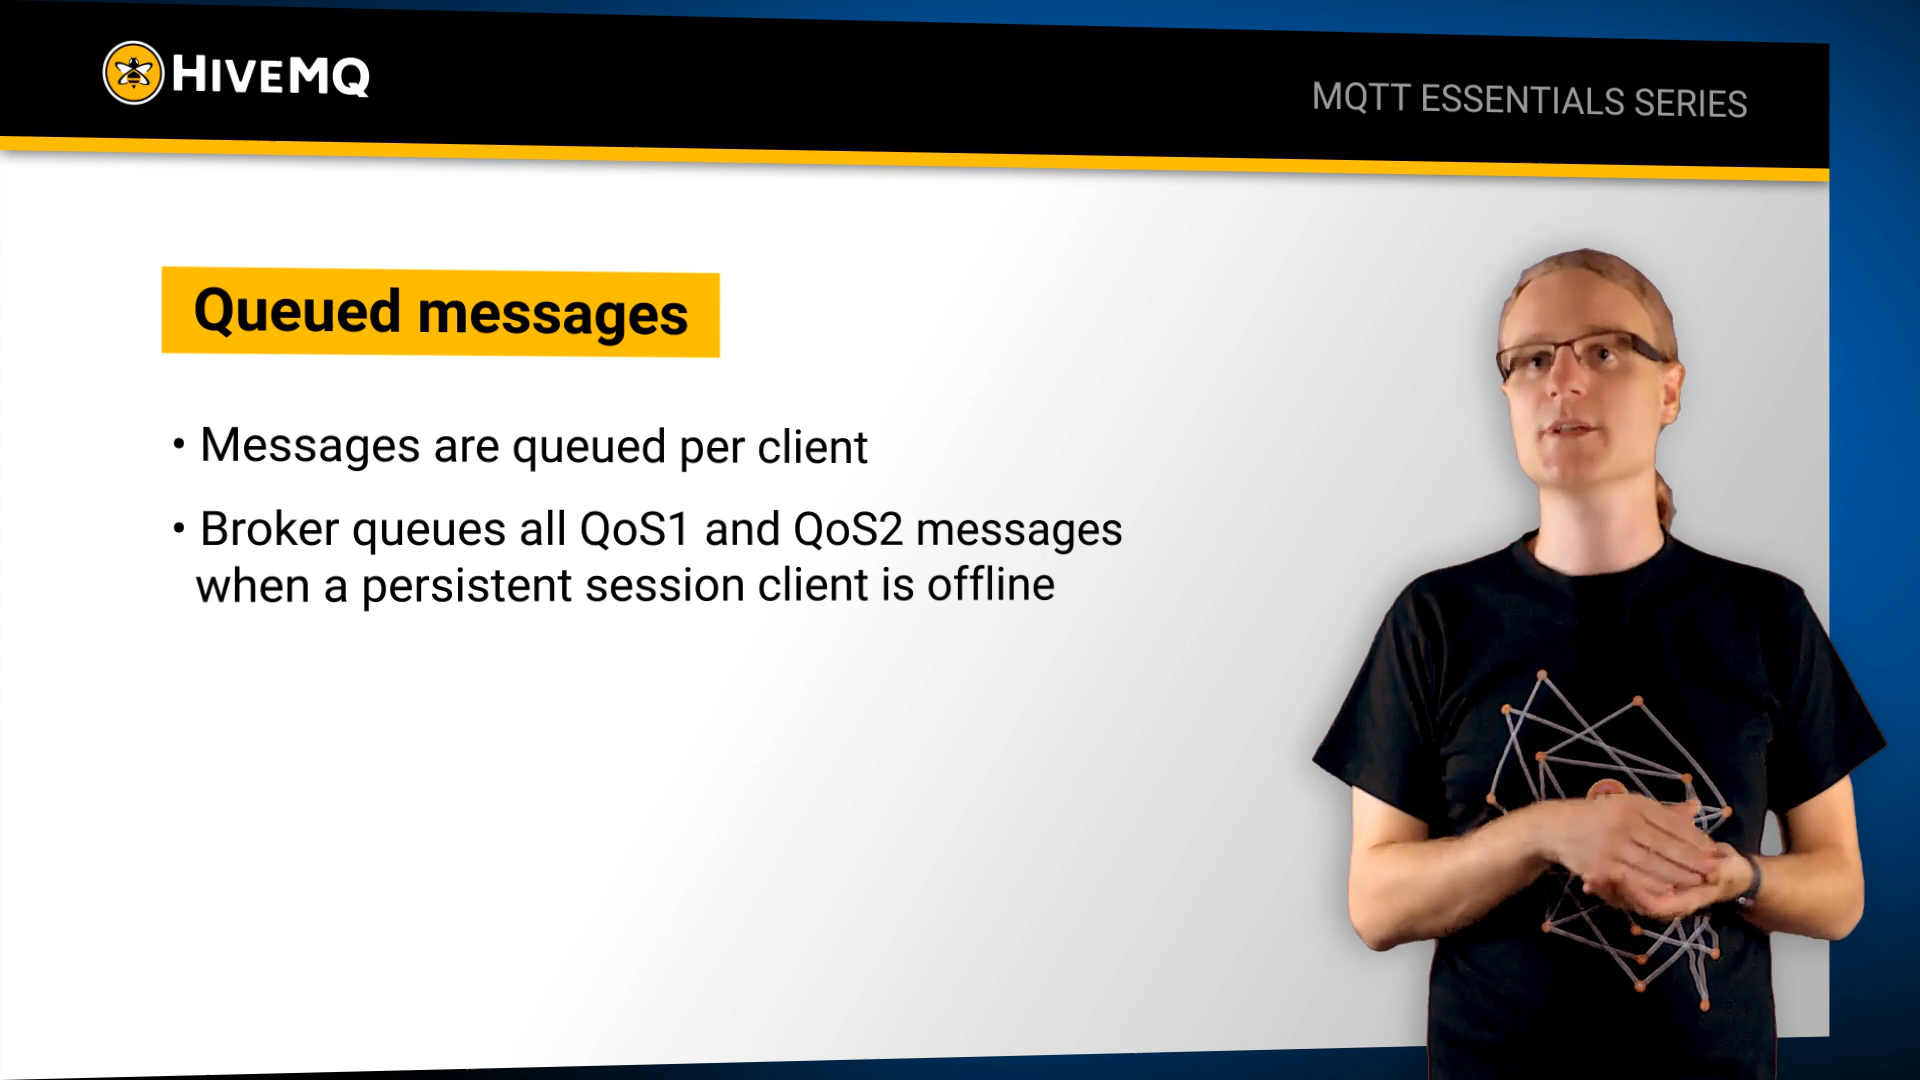 HIVEMQ
MQTT ESSENTIALS SERIES
Queued messages
• Messages are queued per client
• Broker queues all QoS1 and QoS2 messages
when a persistent session client is offline